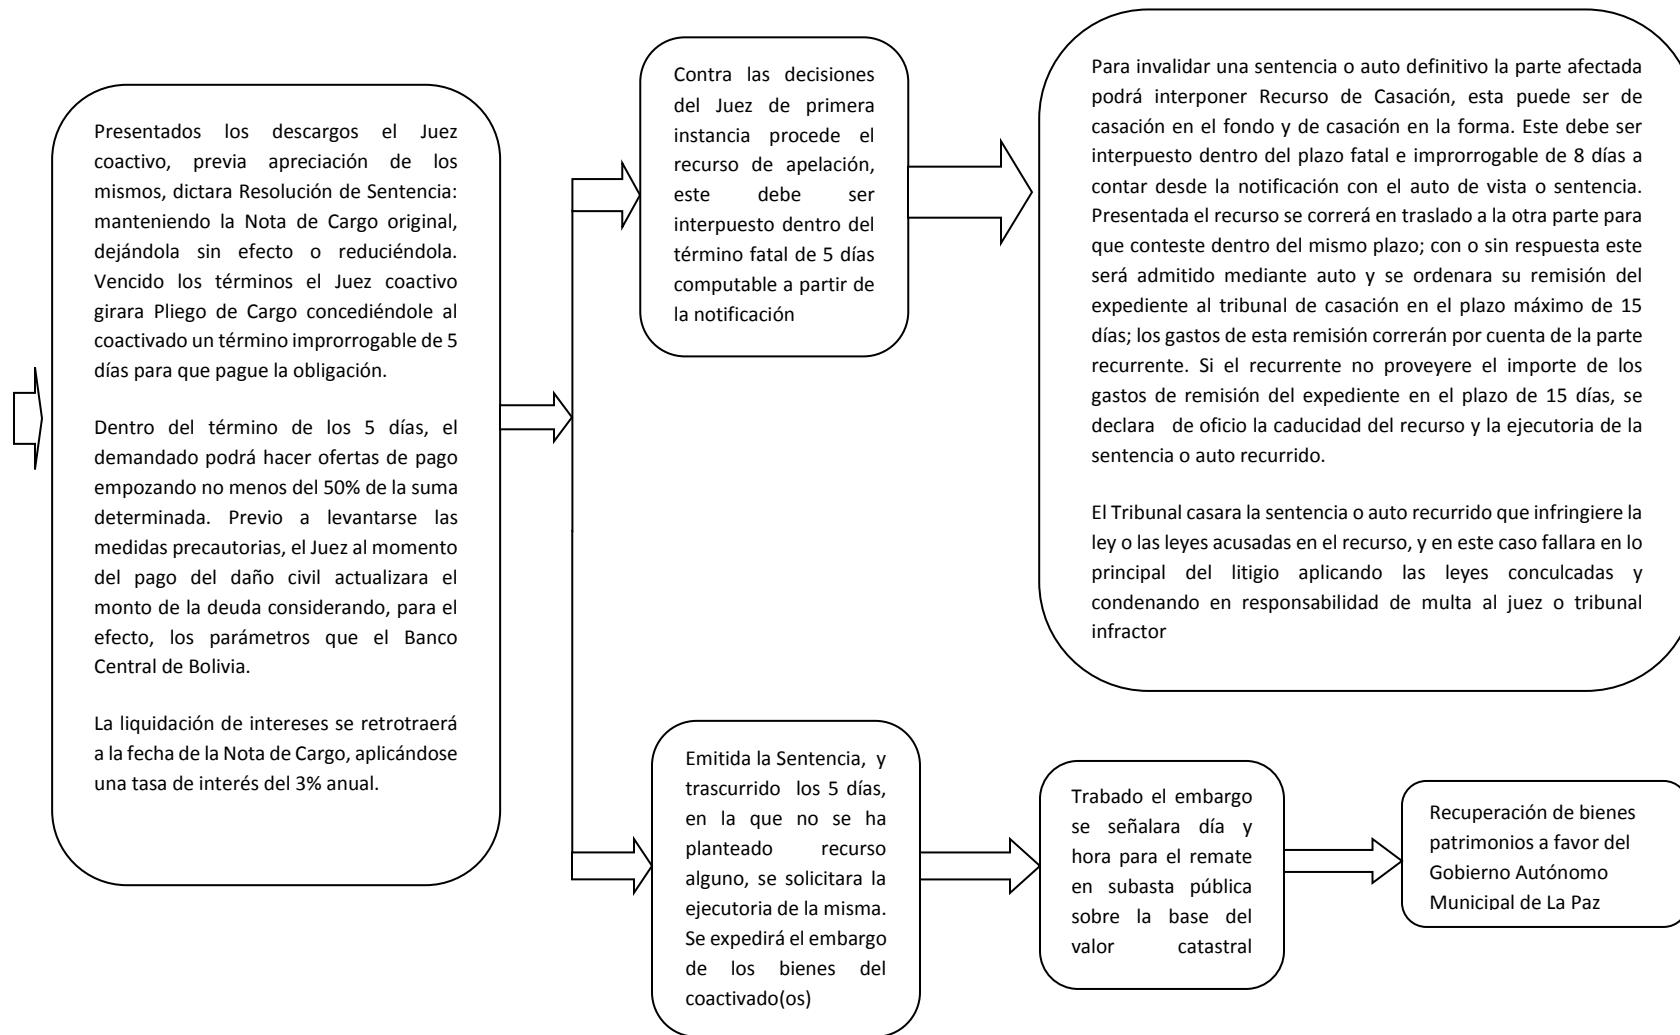 Presentados los descargos el Juez
coactivo, previa apreciación de los
mismos, dictara Resolución de Sentencia:
manteniendo la Nota de Cargo original,
dejándola sin efecto o reduciéndola.
Vencido los términos el Juez coactivo
girara Pliego de Cargo concediéndole al
coactivado un término improrrogable de 5
días para que pague la obligación.
Dentro del término de los 5 días, el
demandado podrá hacer ofertas de pago
empozando no menos del 50% de la suma
determinada. Previo a levantarse las
medidas precautorias, el Juez al momento
del pago del daño civil actualizara el
monto de la deuda considerando, para el
efecto, los parámetros que el Banco
Central de Bolivia.
La liquidación de intereses se retrotraerá
a la fecha de la Nota de Cargo, aplicándose
una tasa de interés del 3% anual.
Contra las decisiones
del Juez de primera
instancia procede el
recurso de apelación,
este debe ser
interpuesto dentro del
término fatal de 5 días
computable a partir de
la notificación
Para invalidar una sentencia o auto definitivo la parte afectada
podrá interponer Recurso de Casación, esta puede ser de
casación en el fondo y de casación en la forma. Este debe ser
interpuesto dentro del plazo fatal e improrrogable de 8 días a
contar desde la notificación con el auto de vista o sentencia.
Presentada el recurso se correrá en traslado a la otra parte para
que conteste dentro del mismo plazo; con o sin respuesta este
será admitido mediante auto y se ordenara su remisión del
expediente al tribunal de casación en el plazo máximo de 15
días; los gastos de esta remisión correrán por cuenta de la parte
recurrente. Si el recurrente no proveyere el importe de los
gastos de remisión del expediente en el plazo de 15 días, se
declara de oficio la caducidad del recurso y la ejecutoria de la
sentencia o auto recurrido.
El Tribunal casara la sentencia o auto recurrido que infringiere la
ley o las leyes acusadas en el recurso, y en este caso fallara en lo
principal del litigio aplicando las leyes conculcadas y
condenando en responsabilidad de multa al juez o tribunal
infractor
Emitida la Sentencia, y
trascurrido los 5 días,
en la que no se ha
planteado recurso
alguno, se solicitara la
ejecutoria de la misma.
Se expedirá el embargo
de los bienes del
coactivado(os)
Trabado el embargo
se señalara día y
hora para el remate
en subasta pública
sobre la base del
valor catastral
Recuperación de bienes
patrimonios a favor del
Gobierno Autónomo
Municipal de La Paz